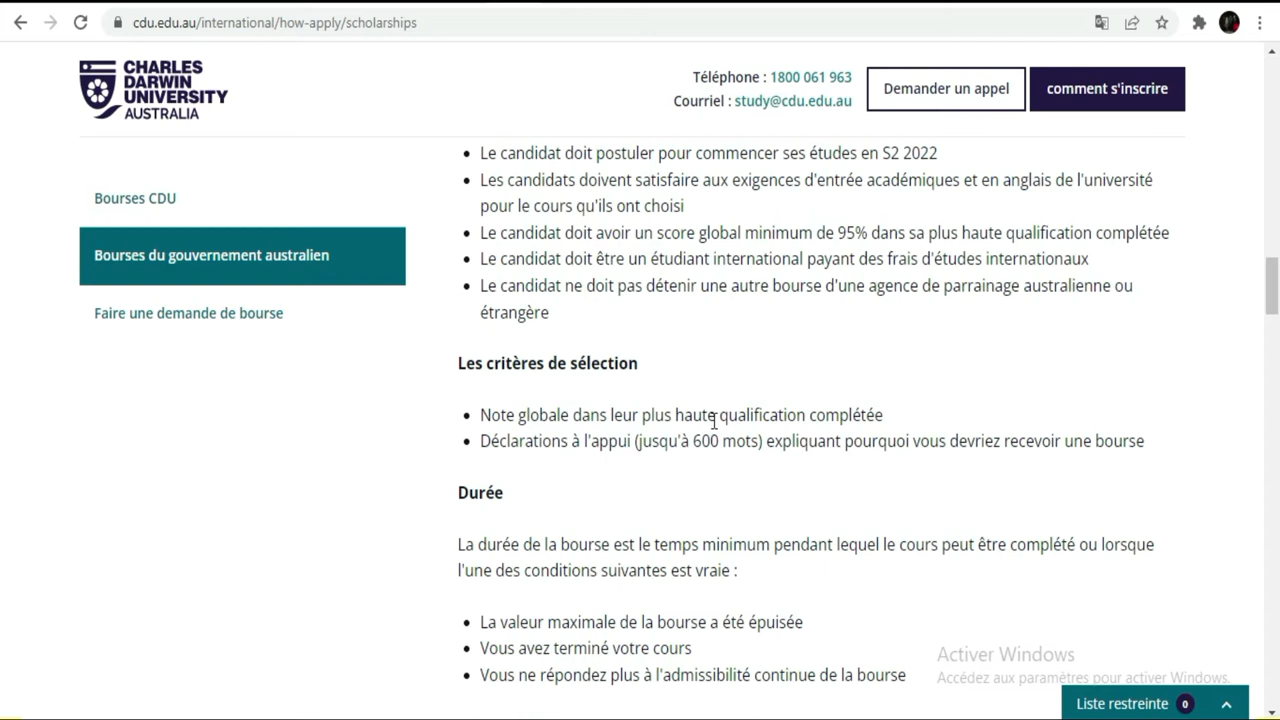 cdu.edu.au/international/how-apply/scholarships
CHARLES
DARWIN
UNIVERSITY
AUSTRALIA
Téléphone : 1800 061 963
Courriel : study@cdu.edu.au
Demander un appel
comment s'inscrire
Bourses CDU
Bourses du gouvernement australien
Faire une demande de bourse
• Le candidat doit postuler pour commencer ses études en S2 2022
• Les candidats doivent satisfaire aux exigences d'entrée académiques et en anglais de l'université
pour le cours qu'ils ont choisi
• Le candidat doit avoir un score global minimum de 95% dans sa plus haute qualification complétée
• Le candidat doit être un étudiant international payant des frais d'études internationaux
• Le candidat ne doit pas détenir une autre bourse d'une agence de parrainage australienne ou
étrangère
Les critères de sélection
• Note globale dans leur plus haute qualification complétée
• Déclarations à l'appui (jusqu'à 600 mots) expliquant pourquoi vous devriez recevoir une bourse
Durée
La durée de la bourse est le temps minimum pendant lequel le cours peut être complété ou lorsque
l'une des conditions suivantes est vraie :
• La valeur maximale de la bourse a été épuisée
• Vous avez terminé votre cours
• Vous ne répondez plus à l'admissibilité continue de la bourse
Activer Windows
Accédez aux paramètres pour activer Windows.
Liste restreinte 0